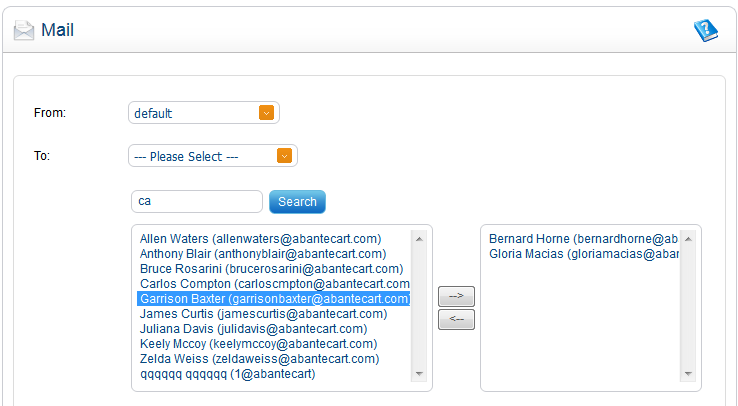 Mail
From:
default
To:
--- Please Select ---
ca
Search
Allen Waters (allenwaters@abantecart.com)
Anthony Blair (anthonyblair@abantecart.com)
Bruce Rosarini (brucerosarini@abantecart.com)
Carlos Compton (carloscmpton@abantecart.com
Garrison Baxter (garrisonbaxter@abantecart.com
James Curtis (jamescurtis@abantecart.com)
Juliana Davis (julidavis@abantecart.com)
Keely Mccoy (keelymccoy@abantecart.com)
Zelda Weiss (zeldaweiss@abantecart.com)
qqqqqq qqqqqq (1@abantecart)
-->
<--
Bernard Horne (bernardhorne@ab
Gloria Macias (gloriamacias@aban